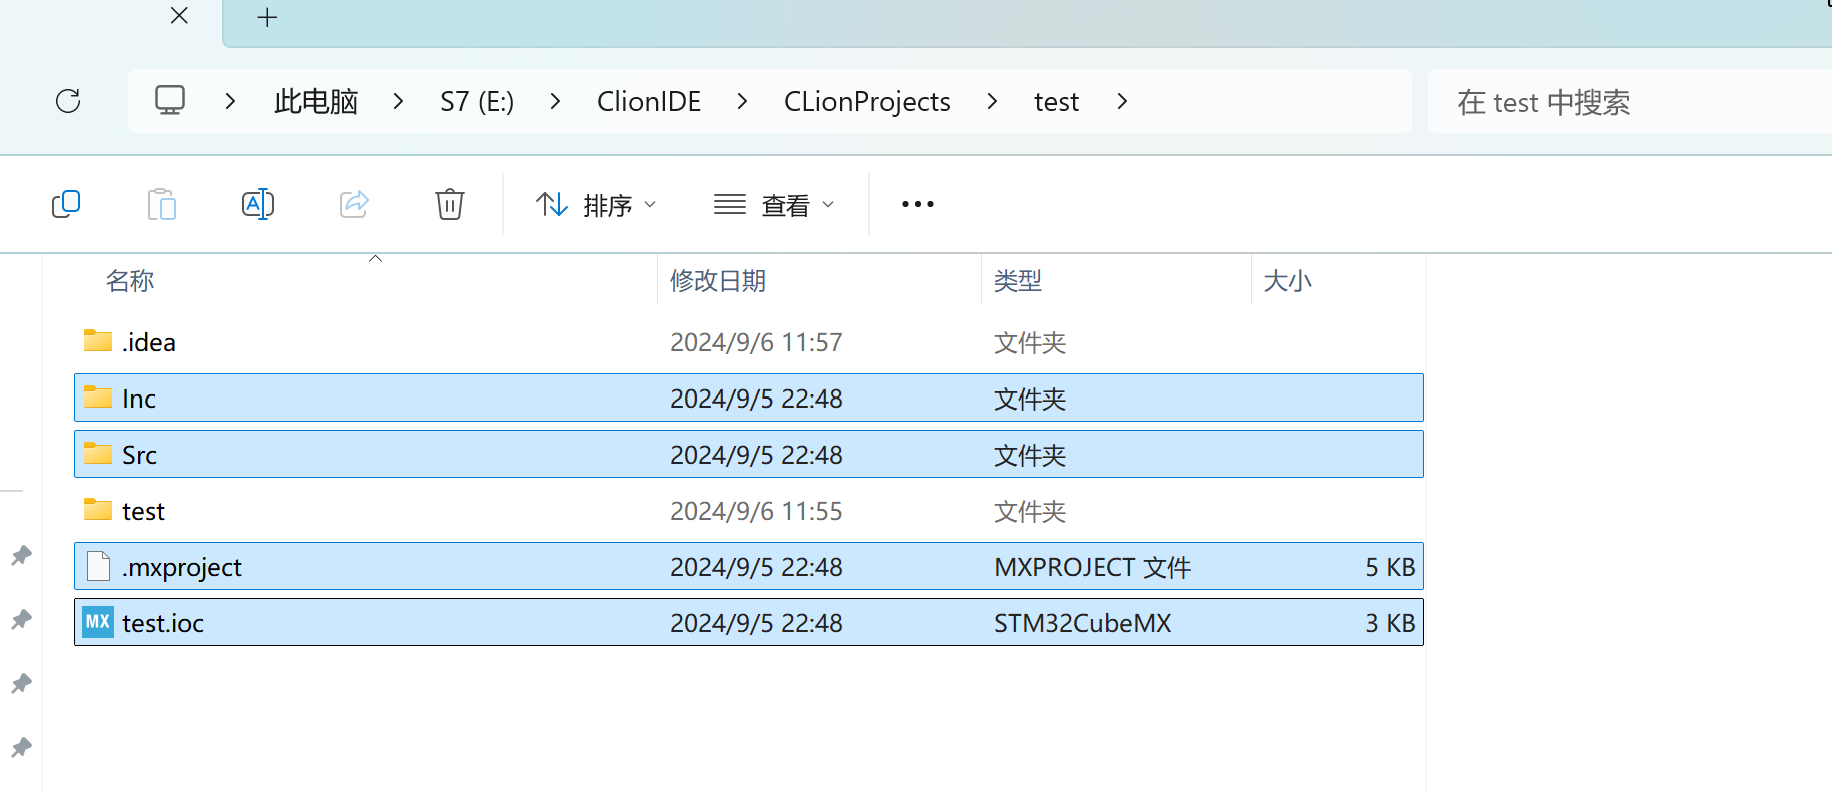 此电脑 S7 (E:) ClionIDE CLionProjects test 在 test 中搜索
排序 查看
名称 修改日期 类型 大小
.idea 2024/9/6 11:57 文件夹
Inc 2024/9/5 22:48 文件夹
Src 2024/9/5 22:48 文件夹
test 2024/9/6 11:55 文件夹
.mxproject 2024/9/5 22:48 MXPROJECT 文件 5 KB
MX test.ioc 2024/9/5 22:48 STM32CubeMX 3 KB